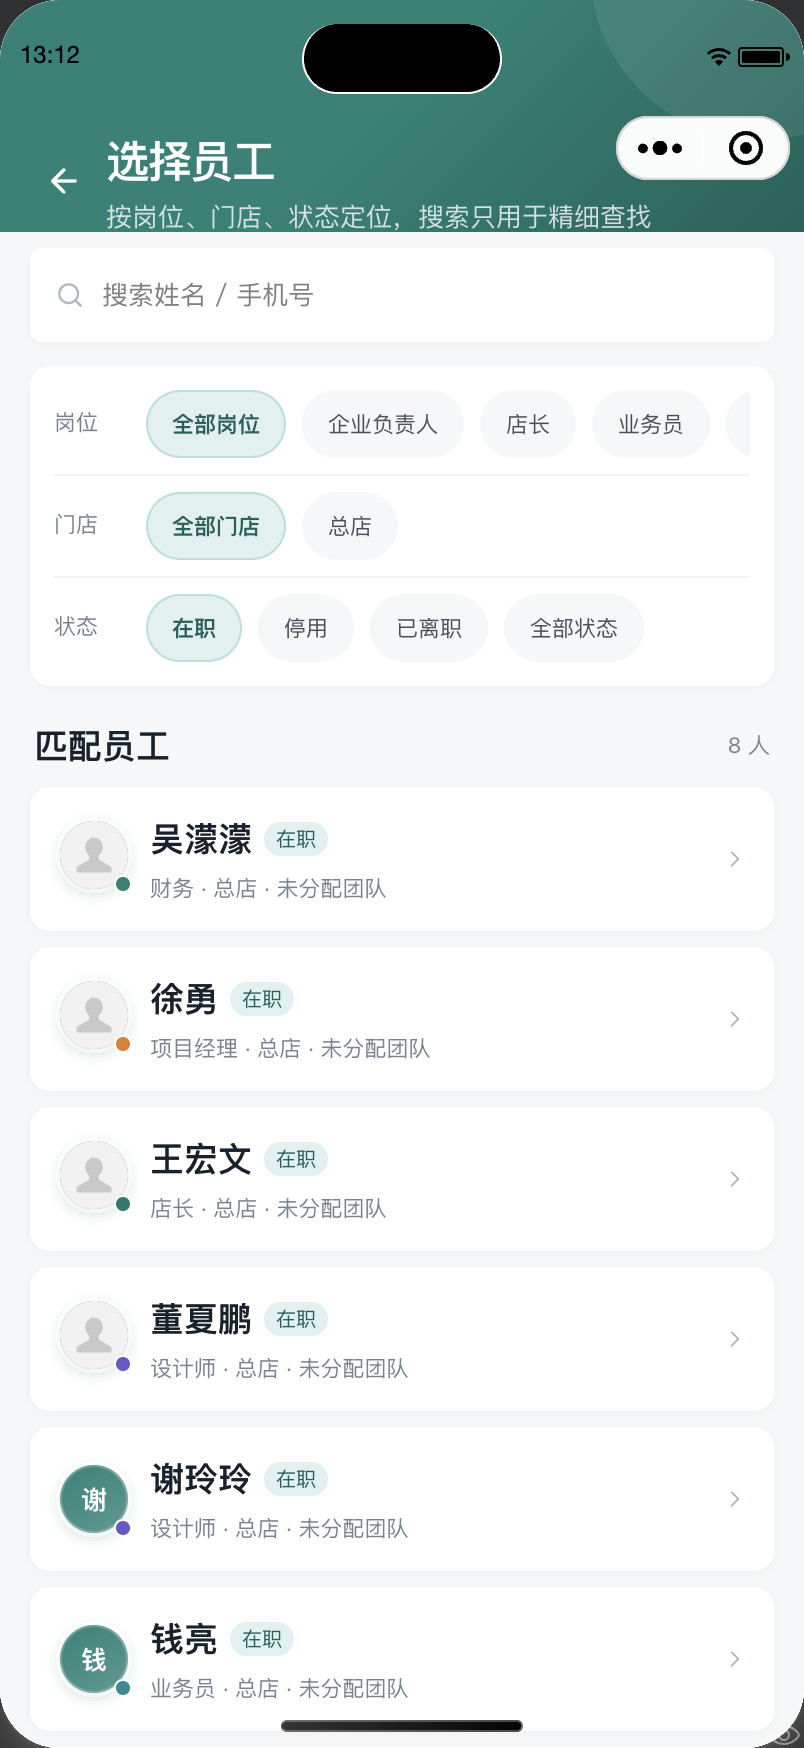 13:12
选择员工
按岗位、门店、状态定位，搜索只用于精细查找
搜索姓名 / 手机号
岗位 全部岗位 企业负责人 店长 业务员
门店 全部门店 总店
状态 在职 停用 已离职 全部状态
匹配员工 8 人
吴濛濛 在职
财务 · 总店 · 未分配团队
徐勇 在职
项目经理 · 总店 · 未分配团队
王宏文 在职
店长 · 总店 · 未分配团队
董夏鹏 在职
设计师 · 总店 · 未分配团队
谢 谢玲玲 在职
设计师 · 总店 · 未分配团队
钱 钱亮 在职
业务员 · 总店 · 未分配团队